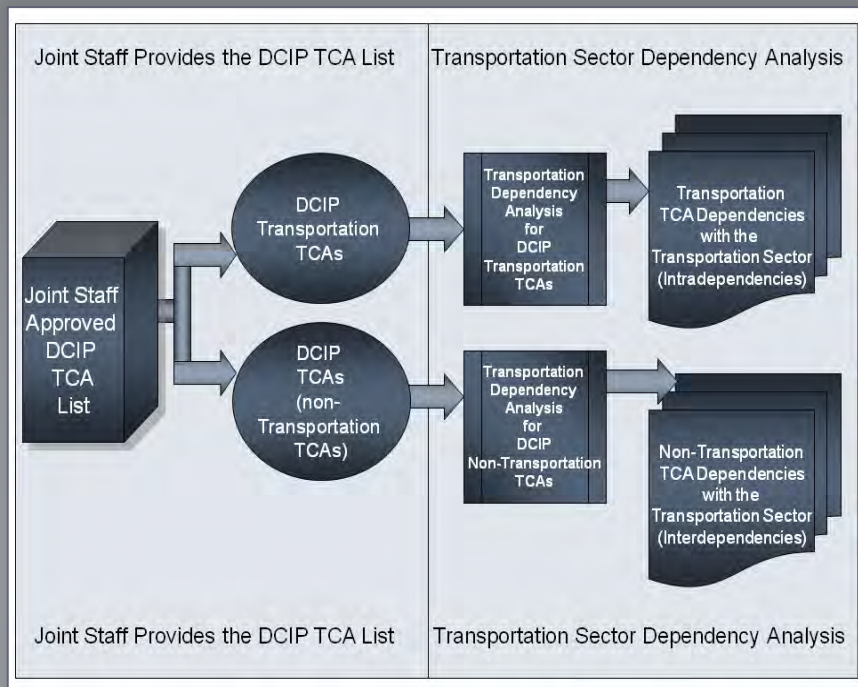 Joint Staff Provides the DCIP TCA List
Transportation Sector Dependency Analysis
Joint Staff
Approved
DCIP
TCA
List
DCIP
Transportation
TCAs
Transportation
Dependency
Analysis
for
DCIP
Transportation
TCAs
Transportation
TCA Dependencies
with the
Transportation Sector
(Intradependencies)
DCIP
TCAs
(non-
Transportation
TCAs)
Transportation
Dependency
Analysis
for
DCIP
Non-Transportation
TCAs
Non-Transportation
TCA Dependencies
with the
Transportation Sector
(Interdependencies)
Joint Staff Provides the DCIP TCA List
Transportation Sector Dependency Analysis